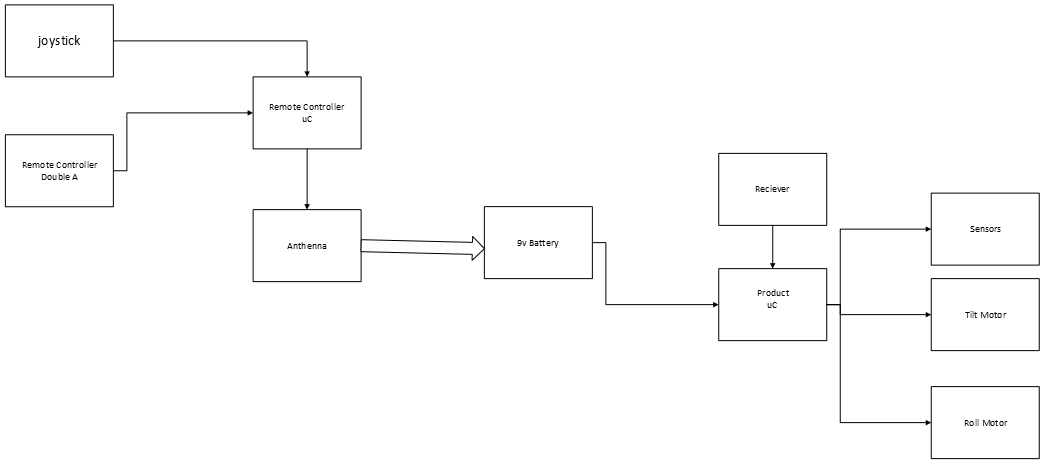 joystick
Remote Controller
uC
Remote Controller
Double A
Anthenna
9v Battery
Reciever
Product
uC
Sensors
Tilt Motor
Roll Motor